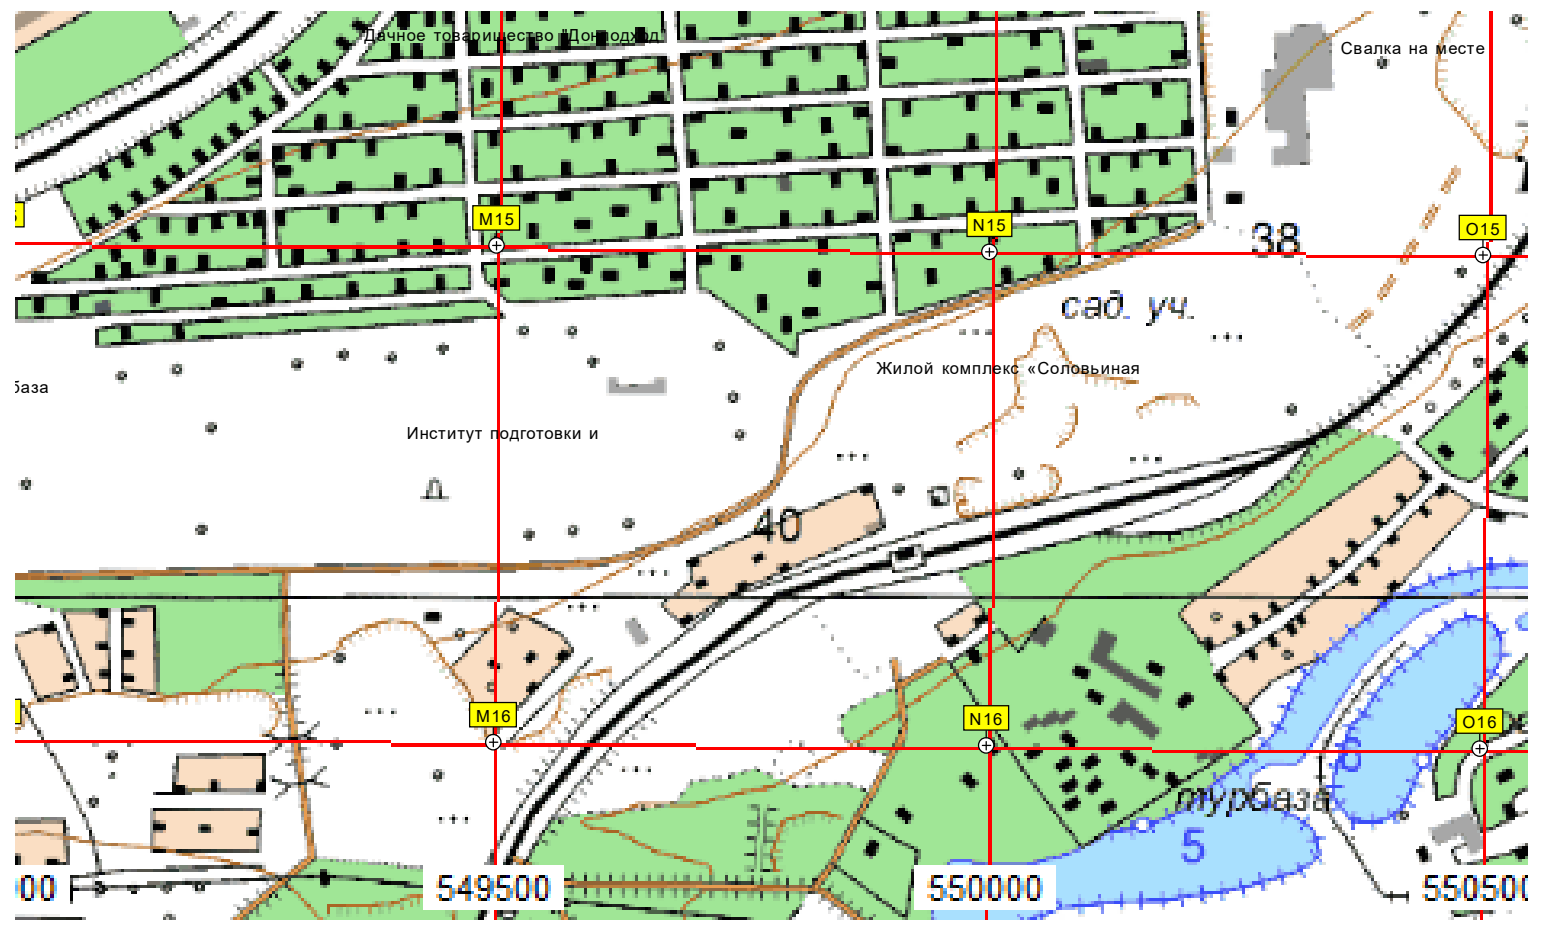 Дачное товарищество "Донподход"
Свалка на месте
M15
N15
O15
38
сад. уч.
Жилой комплекс «Соловьиная
база
Институт подготовки и
40
M16
N16
O16
6
турбаза
5
549500
550000
550500